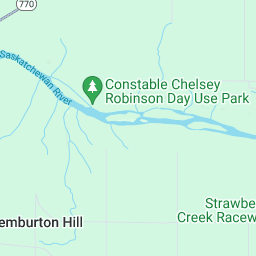 770
Saskatchewan River
Constable Chelsey
Robinson Day Use Park
Strawbe
Creek Racew
emburton Hill